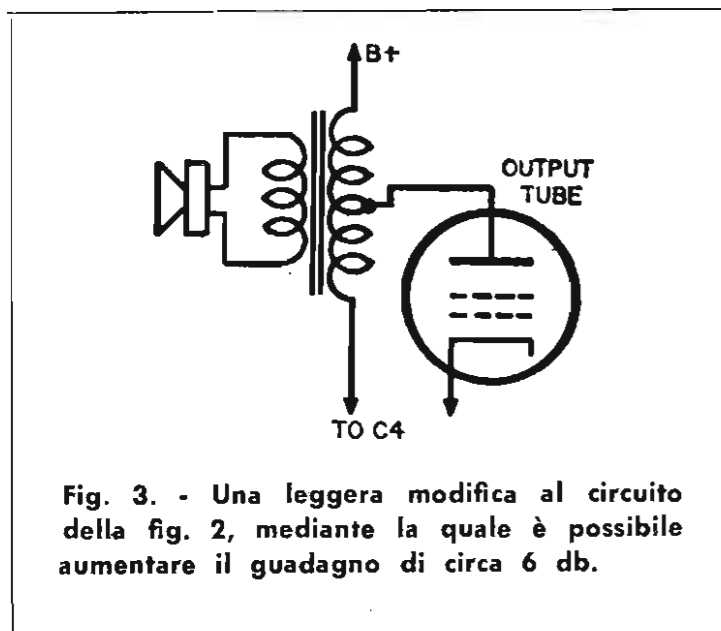 B+
OUTPUT
TUBE
TO C4
Fig. 3. - Una leggera modifica al circuito
della fig. 2, mediante la quale è possibile
aumentare il guadagno di circa 6 db.